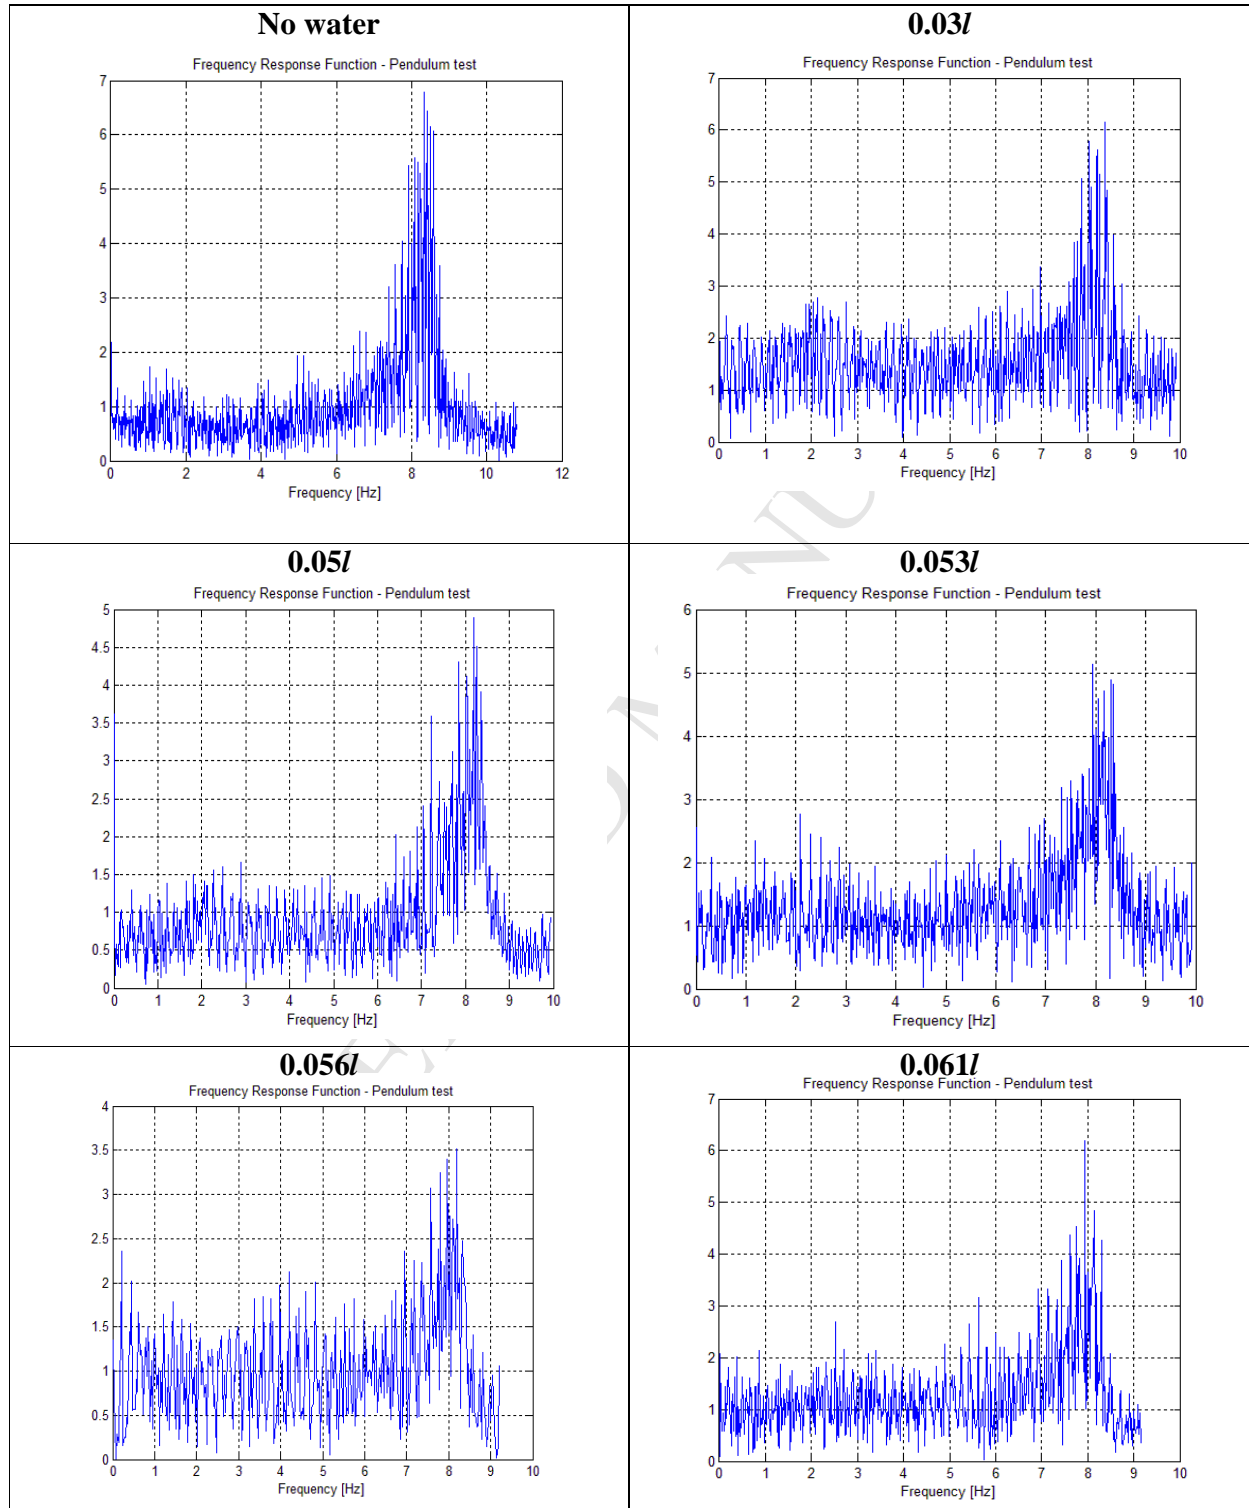 No water
Frequency Response Function - Pendulum test
7
6
5
4
3
2
1
0
0 2 4 6 8 10 12
Frequency [Hz]
0.03l
Frequency Response Function - Pendulum test
7
6
5
4
3
2
1
0
0 1 2 3 4 5 6 7 8 9 10
Frequency [Hz]
0.05l
Frequency Response Function - Pendulum test
5
4.5
4
3.5
3
2.5
2
1.5
1
0.5
0
0 1 2 3 4 5 6 7 8 9 10
Frequency [Hz]
0.053l
Frequency Response Function - Pendulum test
6
5
4
3
2
1
0
0 1 2 3 4 5 6 7 8 9 10
Frequency [Hz]
0.056l
Frequency Response Function - Pendulum test
4
3.5
3
2.5
2
1.5
1
0.5
0
0 1 2 3 4 5 6 7 8 9 10
Frequency [Hz]
0.061l
Frequency Response Function - Pendulum test
7
6
5
4
3
2
1
0
0 1 2 3 4 5 6 7 8 9 10
Frequency [Hz]